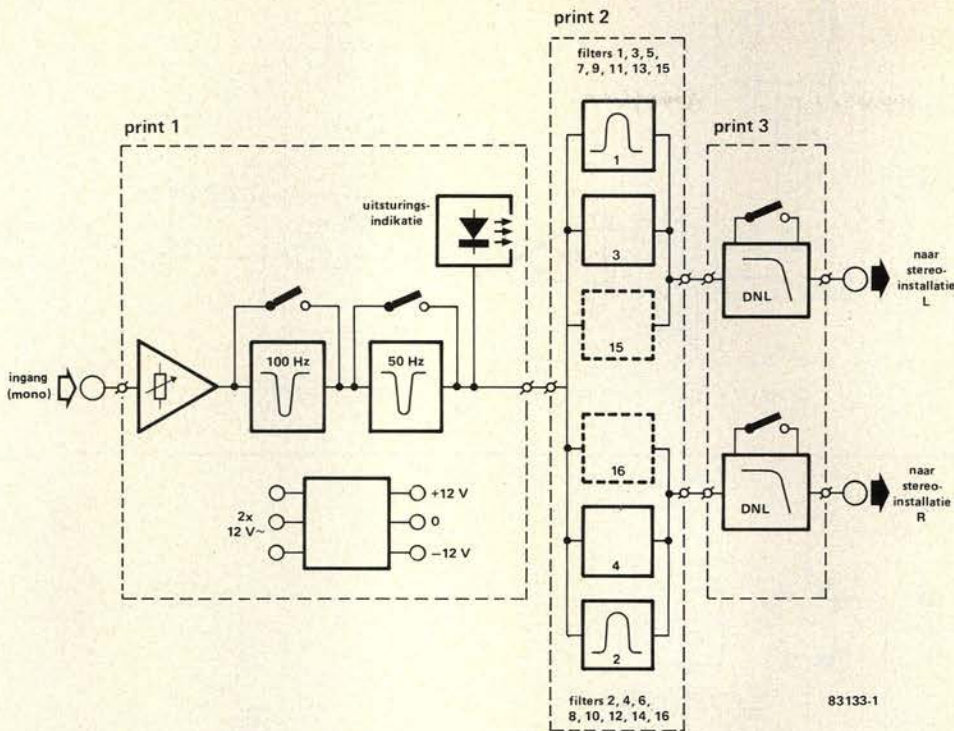 print 2
filters 1, 3, 5,
7, 9, 11, 13, 15
print 1
print 3
1
uitsturings-
indikatie
3
DNL
naar
stereo-
installatie
L
15
100 Hz
50 Hz
ingang
(mono)
16
2x
12 V~
+12 V
0
−12 V
4
DNL
naar
stereo-
installatie
R
2
filters 2, 4, 6,
8, 10, 12, 14, 16
83133-1